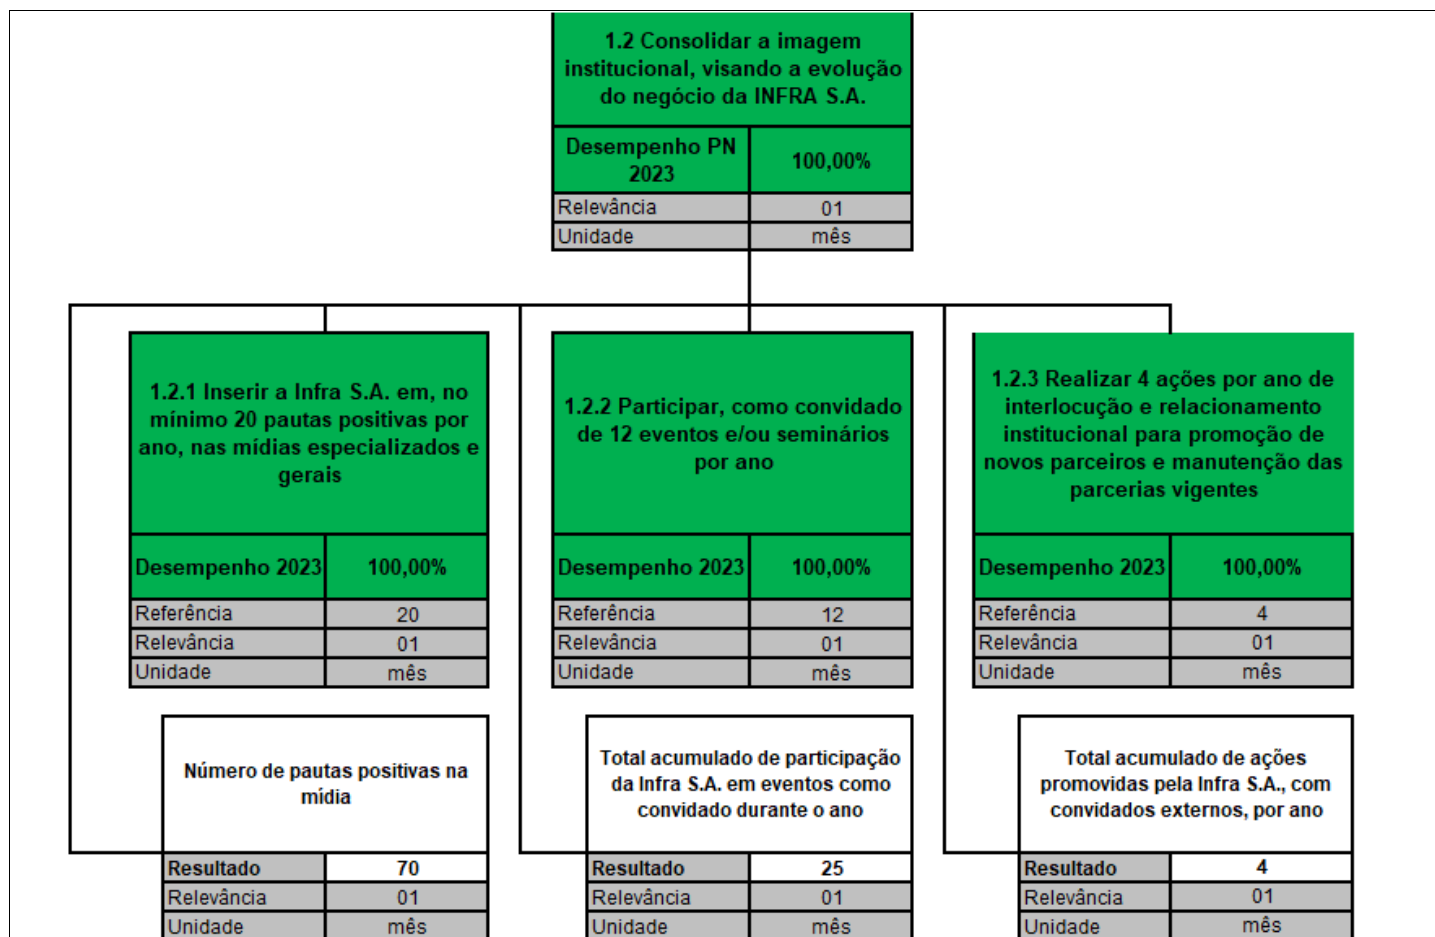 1.2 Consolidar a imagem
institucional, visando a evolução
do negócio da INFRA S.A.
Desempenho PN
2023
100,00%
Relevância 01
Unidade mês
1.2.1 Inserir a Infra S.A. em, no
mínimo 20 pautas positivas por
ano, nas mídias especializados e
gerais
Desempenho 2023 100,00%
Referência 20
Relevância 01
Unidade mês
Número de pautas positivas na
mídia
Resultado 70
Relevância 01
Unidade mês
1.2.2 Participar, como convidado
de 12 eventos e/ou seminários
por ano
Desempenho 2023 100,00%
Referência 12
Relevância 01
Unidade mês
Total acumulado de participação
da Infra S.A. em eventos como
convidado durante o ano
Resultado 25
Relevância 01
Unidade mês
1.2.3 Realizar 4 ações por ano de
interlocução e relacionamento
institucional para promoção de
novos parceiros e manutenção das
parcerias vigentes
Desempenho 2023 100,00%
Referência 4
Relevância 01
Unidade mês
Total acumulado de ações
promovidas pela Infra S.A., com
convidados externos, por ano
Resultado 4
Relevância 01
Unidade mês